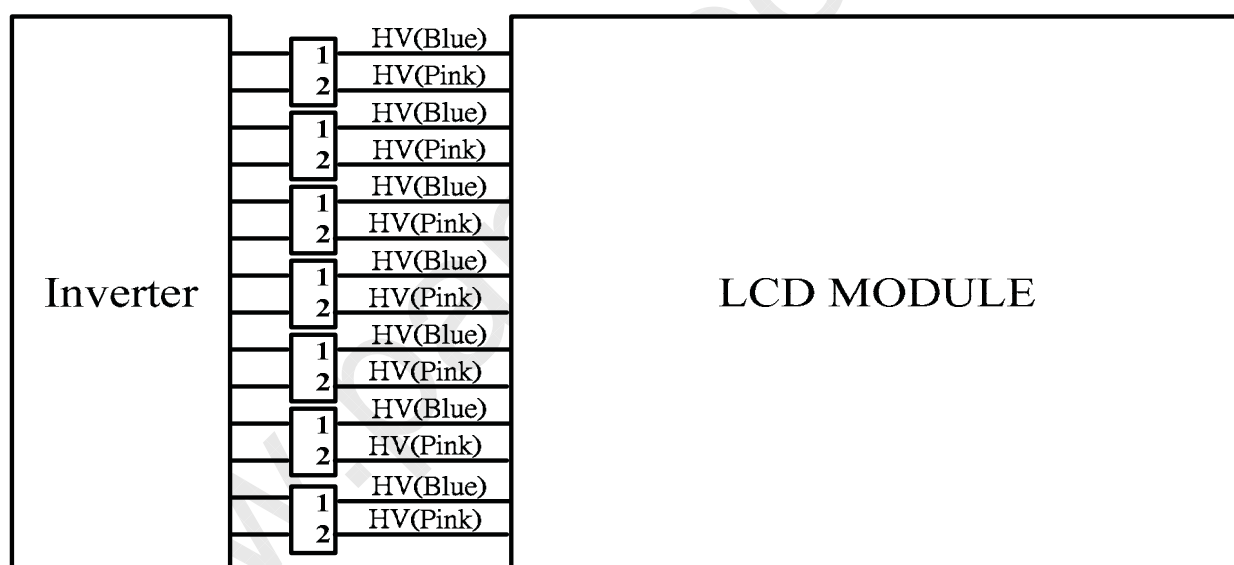 HV(Blue)
1
HV(Pink)
2
HV(Blue)
1
HV(Pink)
2
HV(Blue)
1
HV(Pink)
2
HV(Blue)
1
Inverter
HV(Pink)
LCD MODULE
2
HV(Blue)
1
HV(Pink)
2
HV(Blue)
1
HV(Pink)
2
HV(Blue)
1
HV(Pink)
2